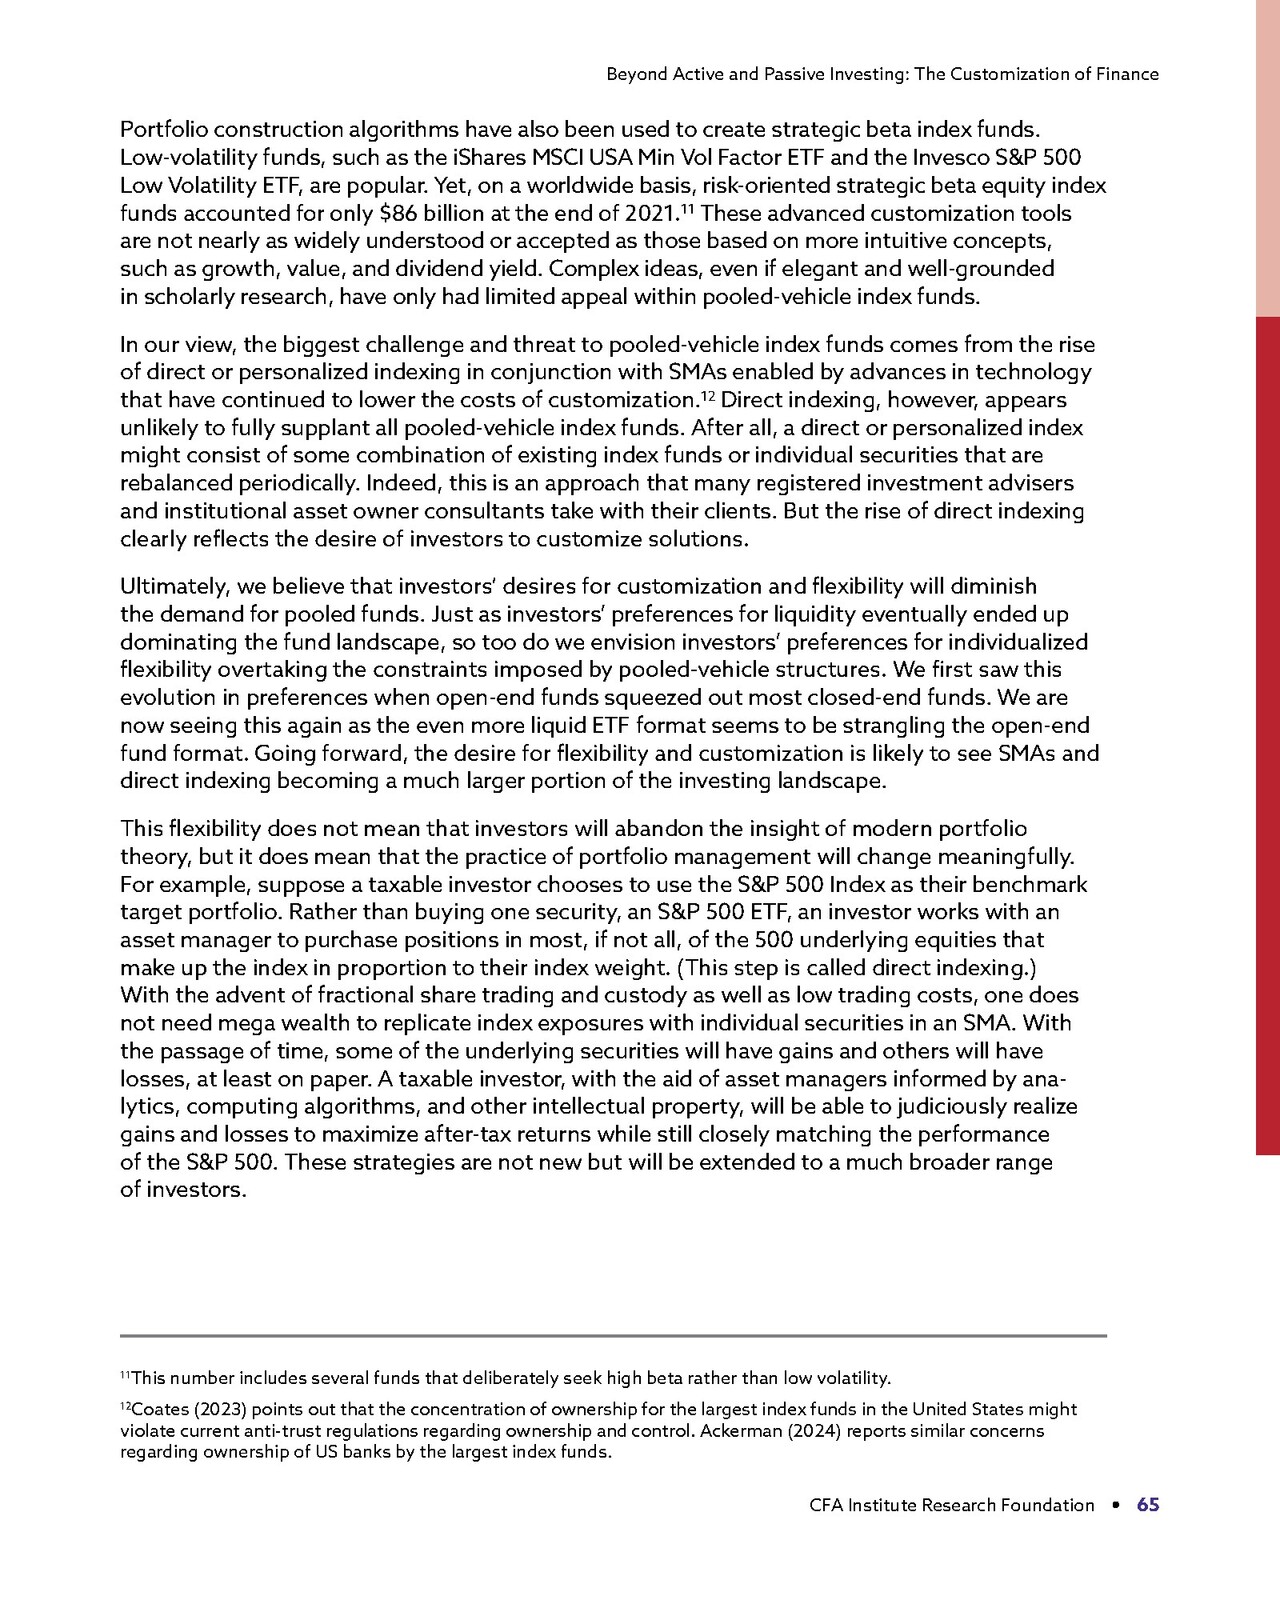 Beyond Active and Passive Investing: The Customization of Finance
Portfolio construction algorithms have also been used to create strategic beta index funds.
Low-volatility funds, such as the iShares MSCI USA Min Vol Factor ETF and the Invesco S&P 500
Low Volatility ETF, are popular. Yet, on a worldwide basis, risk-oriented strategic beta equity index
funds accounted for only $86 billion at the end of 2021.¹¹ These advanced customization tools
are not nearly as widely understood or accepted as those based on more intuitive concepts,
such as growth, value, and dividend yield. Complex ideas, even if elegant and well-grounded
in scholarly research, have only had limited appeal within pooled-vehicle index funds.
In our view, the biggest challenge and threat to pooled-vehicle index funds comes from the rise
of direct or personalized indexing in conjunction with SMAs enabled by advances in technology
that have continued to lower the costs of customization.¹² Direct indexing, however, appears
unlikely to fully supplant all pooled-vehicle index funds. After all, a direct or personalized index
might consist of some combination of existing index funds or individual securities that are
rebalanced periodically. Indeed, this is an approach that many registered investment advisers
and institutional asset owner consultants take with their clients. But the rise of direct indexing
clearly reflects the desire of investors to customize solutions.
Ultimately, we believe that investors’ desires for customization and flexibility will diminish
the demand for pooled funds. Just as investors’ preferences for liquidity eventually ended up
dominating the fund landscape, so too do we envision investors’ preferences for individualized
flexibility overtaking the constraints imposed by pooled-vehicle structures. We first saw this
evolution in preferences when open-end funds squeezed out most closed-end funds. We are
now seeing this again as the even more liquid ETF format seems to be strangling the open-end
fund format. Going forward, the desire for flexibility and customization is likely to see SMAs and
direct indexing becoming a much larger portion of the investing landscape.
This flexibility does not mean that investors will abandon the insight of modern portfolio
theory, but it does mean that the practice of portfolio management will change meaningfully.
For example, suppose a taxable investor chooses to use the S&P 500 Index as their benchmark
target portfolio. Rather than buying one security, an S&P 500 ETF, an investor works with an
asset manager to purchase positions in most, if not all, of the 500 underlying equities that
make up the index in proportion to their index weight. (This step is called direct indexing.)
With the advent of fractional share trading and custody as well as low trading costs, one does
not need mega wealth to replicate index exposures with individual securities in an SMA. With
the passage of time, some of the underlying securities will have gains and others will have
losses, at least on paper. A taxable investor, with the aid of asset managers informed by ana-
lytics, computing algorithms, and other intellectual property, will be able to judiciously realize
gains and losses to maximize after-tax returns while still closely matching the performance
of the S&P 500. These strategies are not new but will be extended to a much broader range
of investors.
¹¹This number includes several funds that deliberately seek high beta rather than low volatility.
¹²Coates (2023) points out that the concentration of ownership for the largest index funds in the United States might
violate current anti-trust regulations regarding ownership and control. Ackerman (2024) reports similar concerns
regarding ownership of US banks by the largest index funds.
CFA Institute Research Foundation • 65